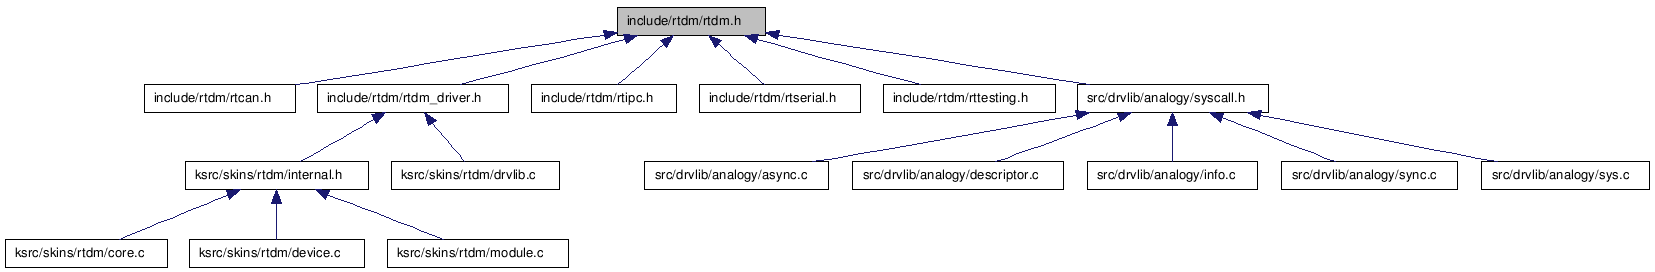 include/rtdm/rtdm.h
include/rtdm/rtcan.h
include/rtdm/rtdm_driver.h
include/rtdm/rtipc.h
include/rtdm/rtserial.h
include/rtdm/rttesting.h
src/drvlib/analogy/syscall.h
ksrc/skins/rtdm/internal.h
ksrc/skins/rtdm/drvlib.c
src/drvlib/analogy/async.c
src/drvlib/analogy/descriptor.c
src/drvlib/analogy/info.c
src/drvlib/analogy/sync.c
src/drvlib/analogy/sys.c
ksrc/skins/rtdm/core.c
ksrc/skins/rtdm/device.c
ksrc/skins/rtdm/module.c